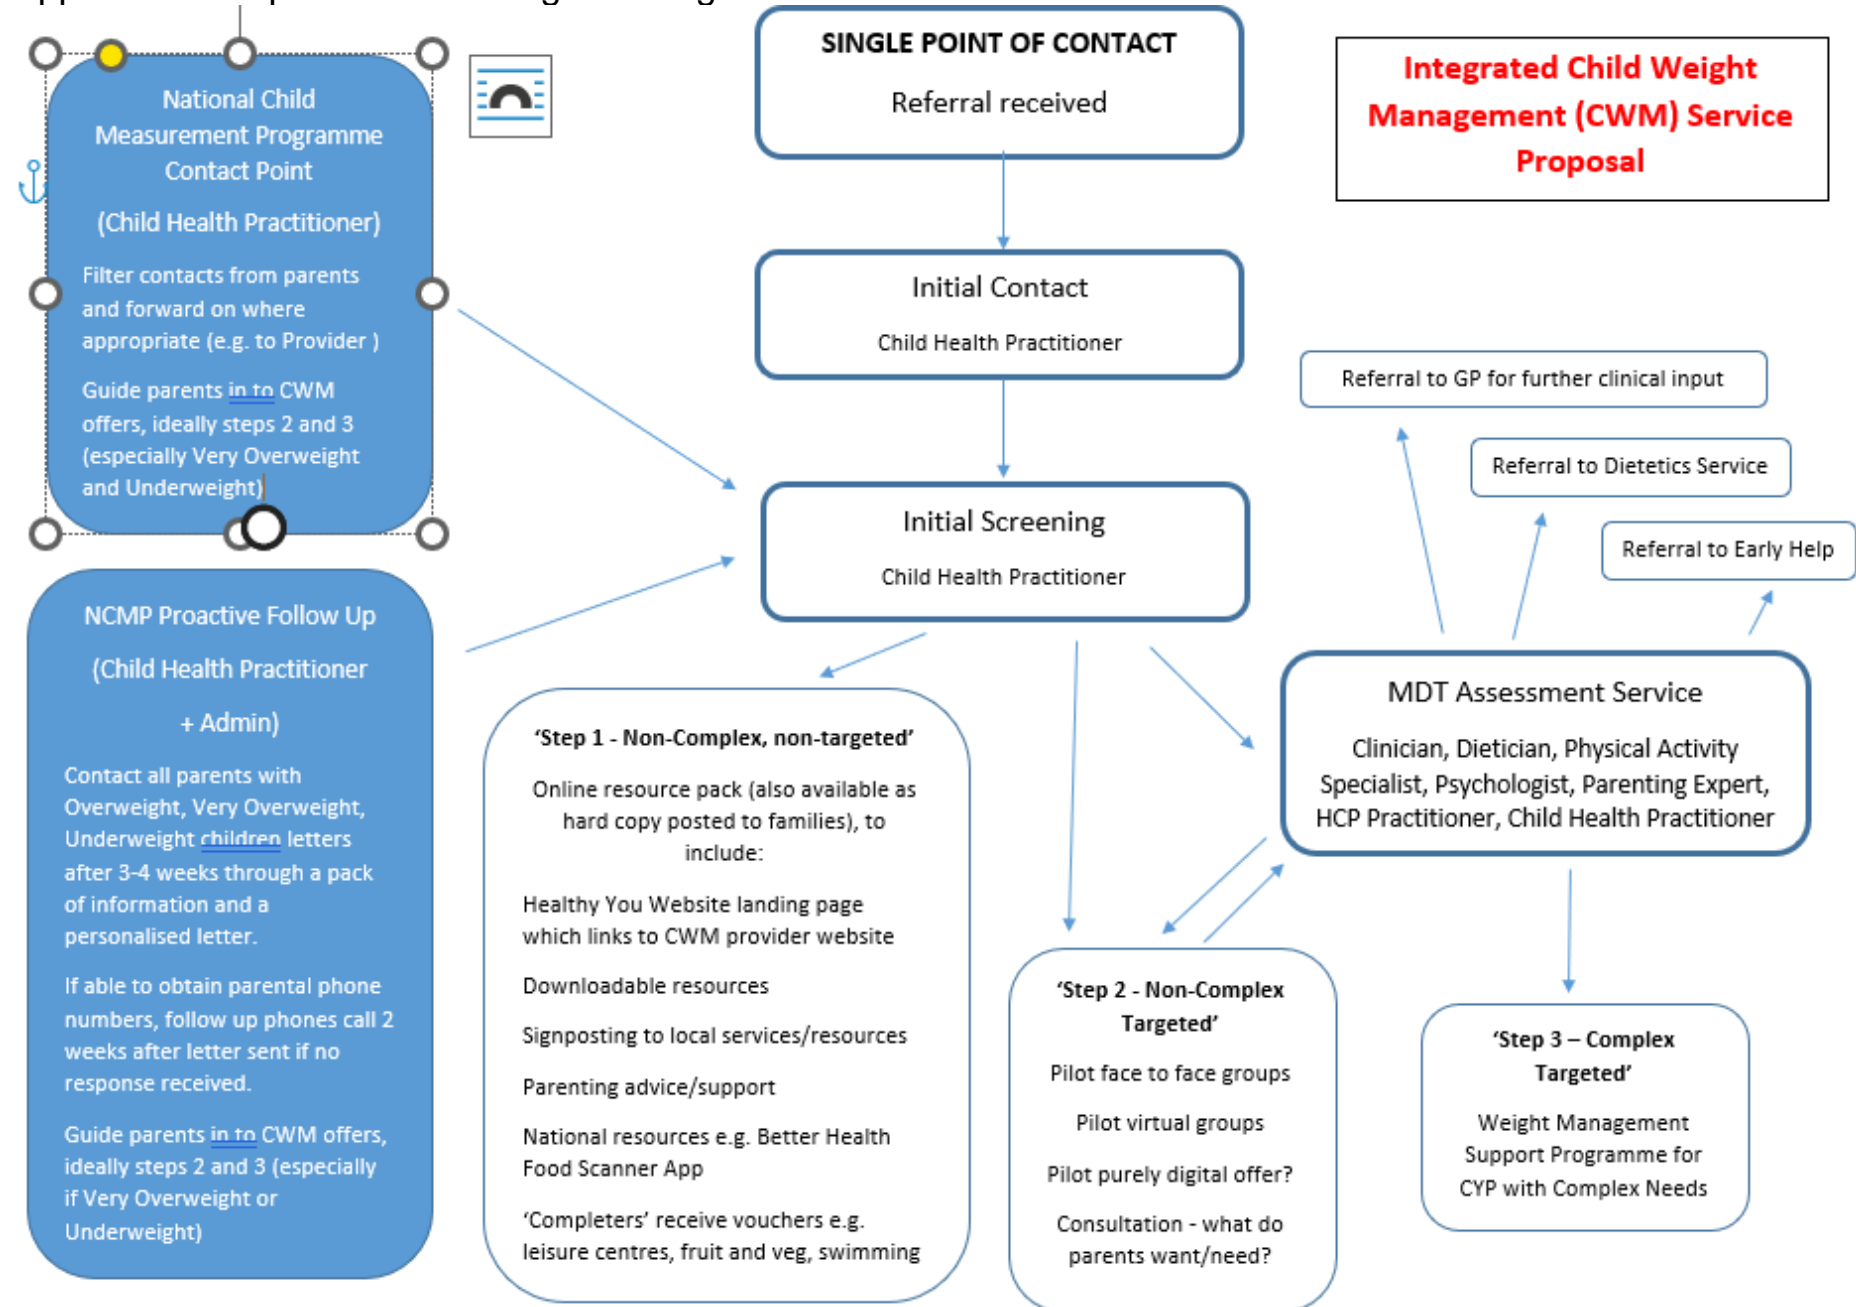 SINGLE POINT OF CONTACT
Referral received
Integrated Child Weight
Management (CWM) Service
Proposal
National Child
Measurement Programme
Contact Point
(Child Health Practitioner)
Filter contacts from parents
and forward on where
appropriate (e.g. to Provider )
Guide parents in to CWM
offers, ideally steps 2 and 3
(especially Very Overweight
and Underweight)
Initial Contact
Child Health Practitioner
Referral to GP for further clinical input
Referral to Dietetics Service
Referral to Early Help
Initial Screening
Child Health Practitioner
NCMP Proactive Follow Up
(Child Health Practitioner
+ Admin)
Contact all parents with
Overweight, Very Overweight,
Underweight children letters
after 3-4 weeks through a pack
of information and a
personalised letter.
If able to obtain parental phone
numbers, follow up phones call 2
weeks after letter sent if no
response received.
Guide parents in to CWM offers,
ideally steps 2 and 3 (especially
if Very Overweight or
Underweight)
MDT Assessment Service
Clinician, Dietician, Physical Activity
Specialist, Psychologist, Parenting Expert,
HCP Practitioner, Child Health Practitioner
‘Step 1 - Non-Complex, non-targeted’
Online resource pack (also available as
hard copy posted to families), to
include:
Healthy You Website landing page
which links to CWM provider website
Downloadable resources
Signposting to local services/resources
Parenting advice/support
National resources e.g. Better Health
Food Scanner App
‘Completers’ receive vouchers e.g.
leisure centres, fruit and veg, swimming
‘Step 2 - Non-Complex
Targeted’
Pilot face to face groups
Pilot virtual groups
Pilot purely digital offer?
Consultation - what do
parents want/need?
‘Step 3 – Complex
Targeted’
Weight Management
Support Programme for
CYP with Complex Needs